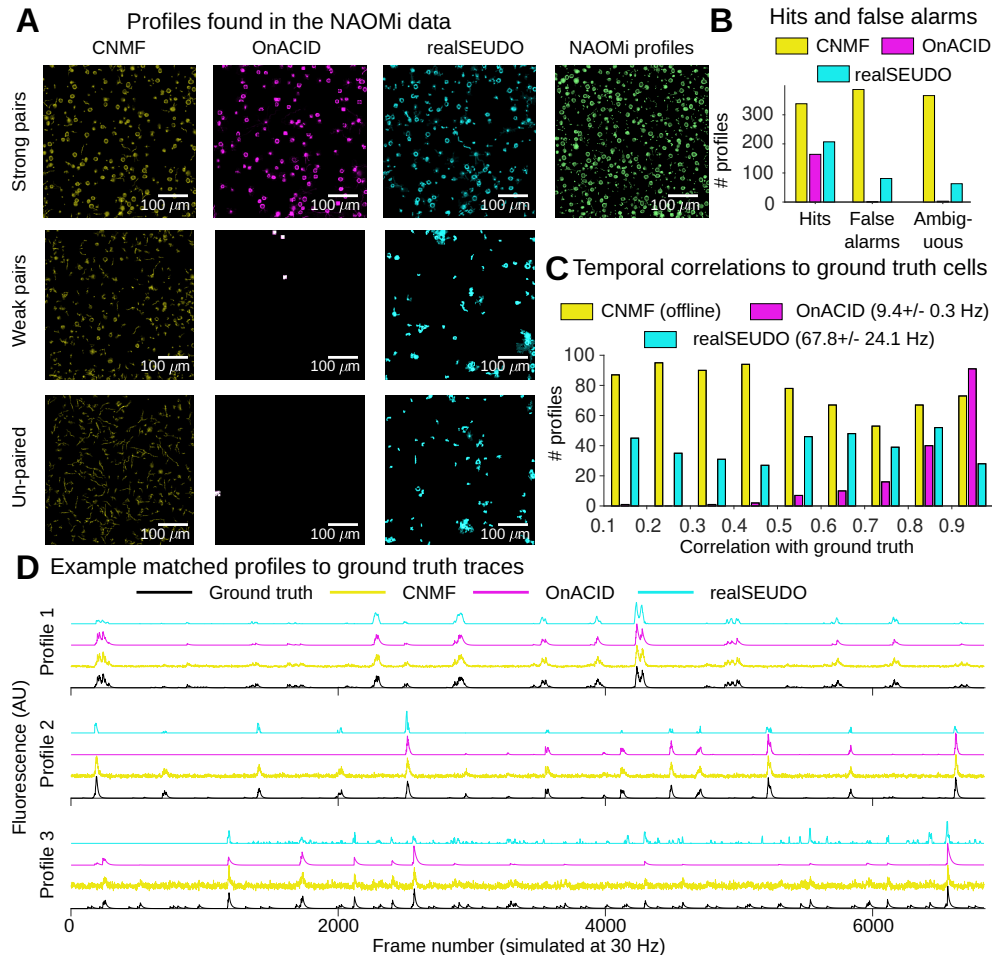 A Profiles found in the NAOMi data
CNMF OnACID realSEUDO NAOMi profiles
Strong pairs
100 μm 100 μm 100 μm 100 μm
Weak pairs
100 μm 100 μm 100 μm
Un-paired
100 μm 100 μm 100 μm
B Hits and false alarms
CNMF OnACID
realSEUDO
# profiles
300
200
100
0
Hits False alarms Ambig-uous
C Temporal correlations to ground truth cells
CNMF (offline) OnACID (9.4+/- 0.3 Hz)
realSEUDO (67.8+/- 24.1 Hz)
# profiles
100
80
60
40
20
0
0.1 0.2 0.3 0.4 0.5 0.6 0.7 0.8 0.9
Correlation with ground truth
D Example matched profiles to ground truth traces
Ground truth CNMF OnACID realSEUDO
Fluorescence (AU)
Profile 1
Profile 2
Profile 3
0 2000 4000 6000
Frame number (simulated at 30 Hz)